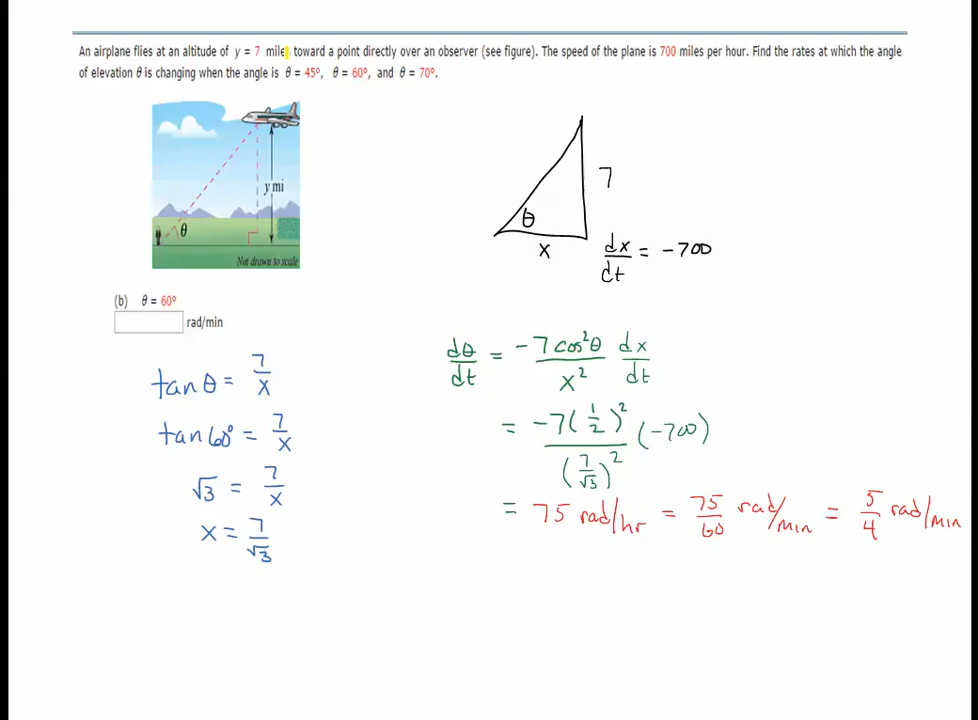 An airplane flies at an altitude of y = 7 miles toward a point directly over an observer (see figure). The speed of the plane is 700 miles per hour. Find the rates at which the angle
of elevation θ is changing when the angle is θ = 45°, θ = 60°, and θ = 70°.
y mi
θ
Not drawn to scale
7
θ
x
dx/dt = -700
(b) θ = 60°
rad/min
tan θ = 7/x
tan 60° = 7/x
√3 = 7/x
x = 7/√3
dθ/dt = -7 cos²θ/x² dx/dt
= -7(1/2)²/(7/√3)² (-700)
= 75 rad/hr = 75/60 rad/min = 5/4 rad/min